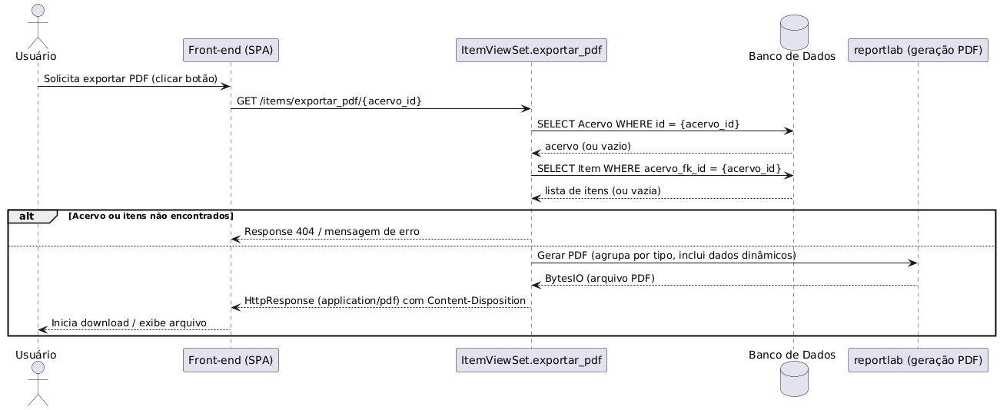 Usuário
Front-end (SPA)
ItemViewSet.exportar_pdf
Banco de Dados
reportlab (geração PDF)
Solicita exportar PDF (clicar botão)
GET /items/exportar_pdf/{acervo_id}
SELECT Acervo WHERE id = {acervo_id}
acervo (ou vazio)
SELECT Item WHERE acervo_fk_id = {acervo_id}
lista de itens (ou vazia)
alt [Acervo ou itens não encontrados]
Response 404 / mensagem de erro
Gerar PDF (agrupa por tipo, inclui dados dinâmicos)
BytesIO (arquivo PDF)
HttpResponse (application/pdf) com Content-Disposition
Inicia download / exibe arquivo
Usuário
Front-end (SPA)
ItemViewSet.exportar_pdf
Banco de Dados
reportlab (geração PDF)